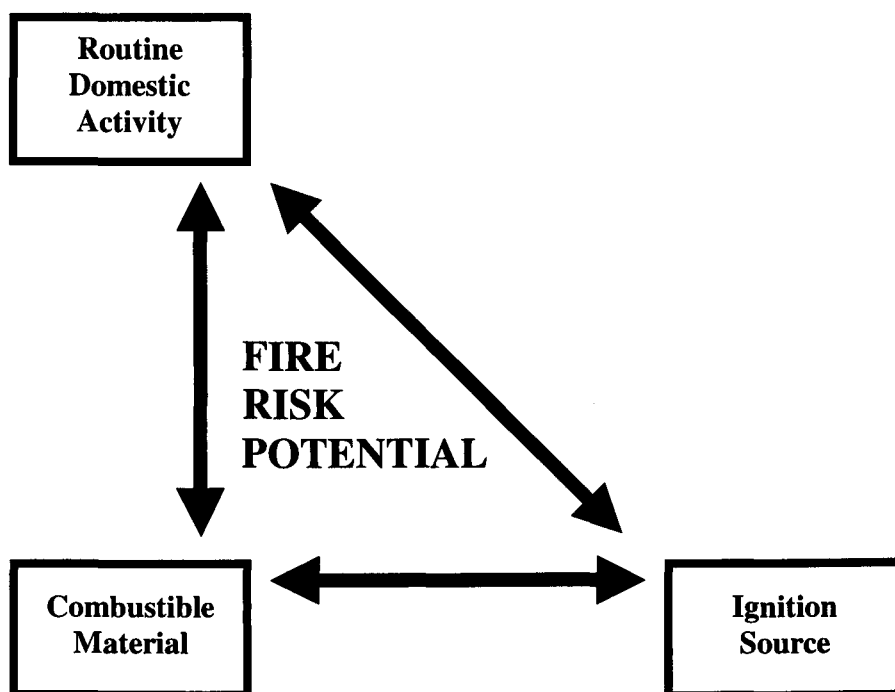 Routine
Domestic
Activity
FIRE
RISK
POTENTIAL
Combustible
Material
Ignition
Source